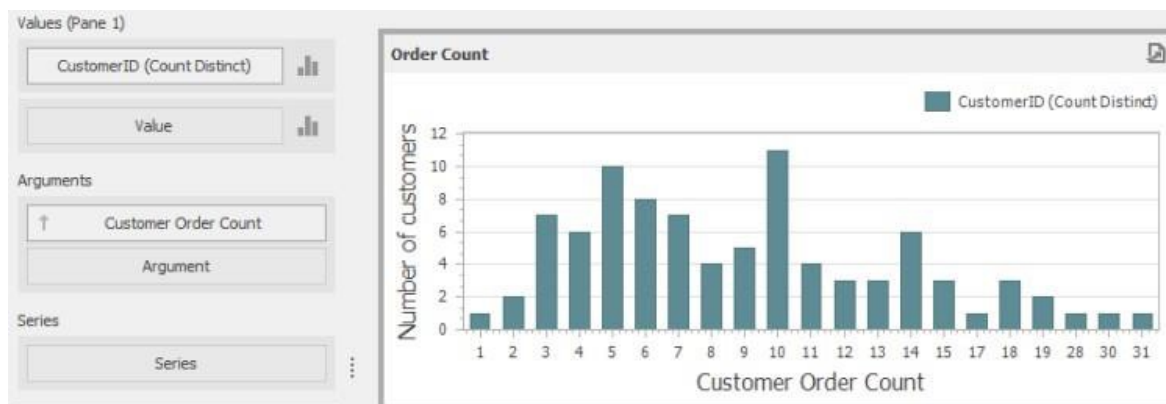 Values (Pane 1)
CustomerID (Count Distinct)
Value
Arguments
Customer Order Count
Argument
Series
Series
Order Count
CustomerID (Count Distinct)
Number of customers
12
10
8
6
4
2
0
1 2 3 4 5 6 7 8 9 10 11 12 13 14 15 17 18 19 28 30 31
Customer Order Count